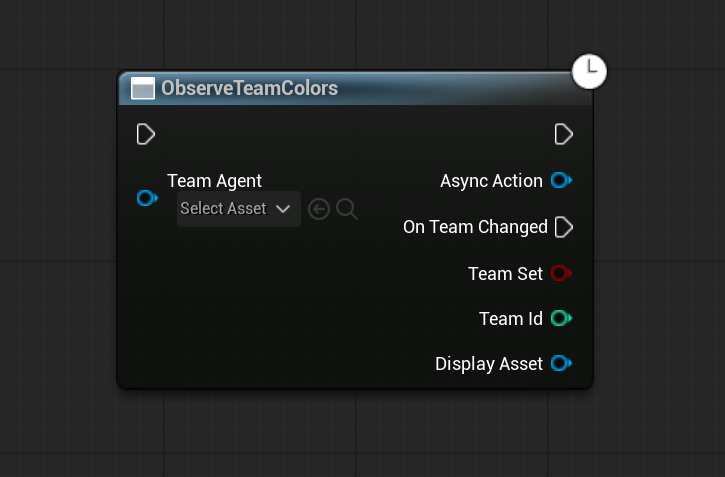 ObserveTeamColors
Team Agent
Select Asset
Async Action
On Team Changed
Team Set
Team Id
Display Asset